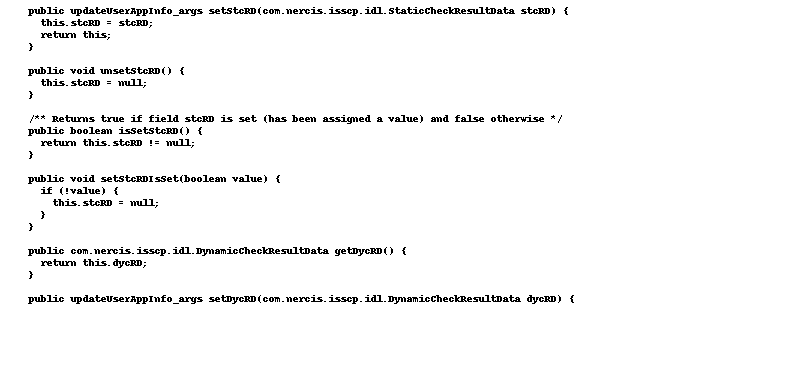 public updateUserAppInfo_args setStcRD(com.nercis.isscp.idl.StaticCheckResultData stcRD) {
this.stcRD = stcRD;
return this;
}
public void unsetStcRD() {
this.stcRD = null;
}
/** Returns true if field stcRD is set (has been assigned a value) and false otherwise */
public boolean isSetStcRD() {
return this.stcRD != null;
}
public void setStcRDIsSet(boolean value) {
if (!value) {
this.stcRD = null;
}
}
public com.nercis.isscp.idl.DynamicCheckResultData getDycRD() {
return this.dycRD;
}
public updateUserAppInfo_args setDycRD(com.nercis.isscp.idl.DynamicCheckResultData dycRD) {